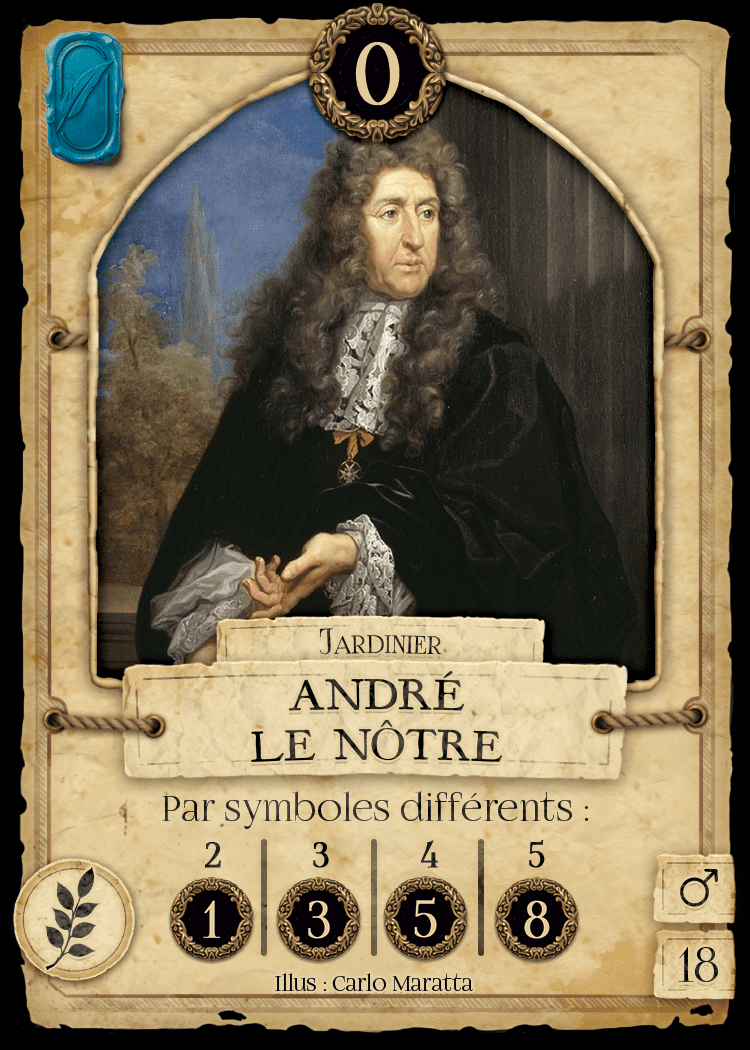 0
Jardinier
ANDRÉ
LE NÔTRE
Par symboles différents :
2 3 4 5
1 3 5 8
♂
18
Illus : Carlo Maratta